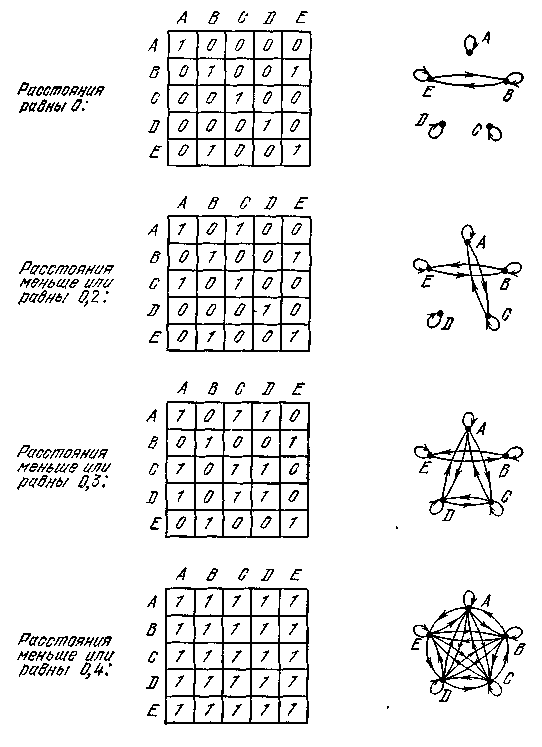 A B C D E
A 1 0 0 0 0
B 0 1 0 0 1
C 0 0 1 0 0
D 0 0 0 1 0
E 0 1 0 0 1
Расстояния
равны 0:
A
E B
D C
A B C D E
A 1 0 1 0 0
B 0 1 0 0 1
C 1 0 1 0 0
D 0 0 0 1 0
E 0 1 0 0 1
Расстояния
меньше или
равны 0,2:
A
E B
D C
A B C D E
A 1 0 1 1 0
B 0 1 0 0 1
C 1 0 1 1 0
D 1 0 1 1 0
E 0 1 0 0 1
Расстояния
меньше или
равны 0,3:
A
E B
D C
A B C D E
A 1 1 1 1 1
B 1 1 1 1 1
C 1 1 1 1 1
D 1 1 1 1 1
E 1 1 1 1 1
Расстояния
меньше или
равны 0,4:
A
E B
D C